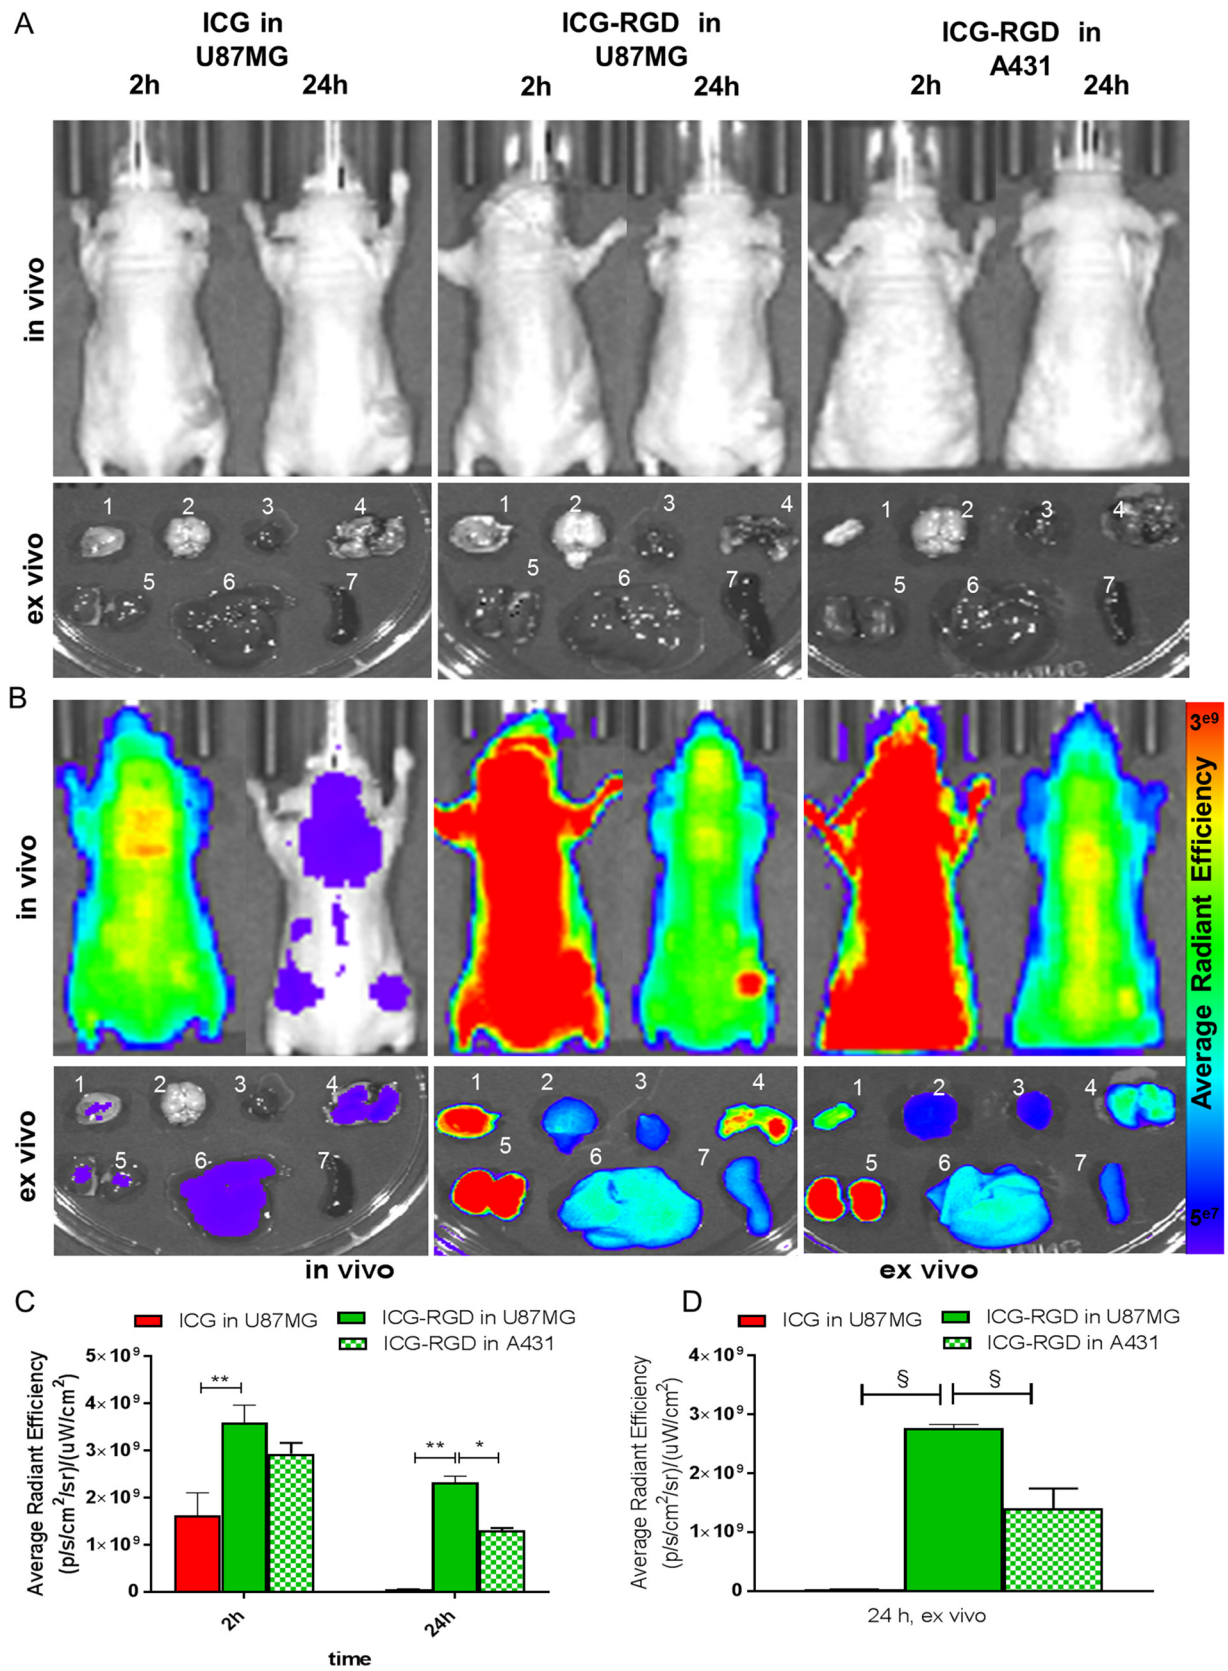 A
ICG in
U87MG
2h 24h
ICG-RGD in
U87MG
2h 24h
ICG-RGD in
A431
2h 24h
in vivo
ex vivo
1 2 3 4
5 6 7
1 2 3 4
5 6 7
1 2 3 4
5 6 7
B
in vivo
ex vivo
3e9
Average Radiant Efficiency
5e7
1 2 3 4
5 6 7
1 2 3 4
5 6 7
1 2 3 4
5 6 7
in vivo
C
ICG in U87MG
ICG-RGD in U87MG
ICG-RGD in A431
Average Radiant Efficiency
(p/s/cm²/sr)/(uW/cm²)
5×10⁹
4×10⁹
3×10⁹
2×10⁹
1×10⁹
0
**
** *
2h 24h
time
ex vivo
D
ICG in U87MG
ICG-RGD in U87MG
ICG-RGD in A431
Average Radiant Efficiency
(p/s/cm²/sr)/(uW/cm²)
4×10⁹
3×10⁹
2×10⁹
1×10⁹
0
§ §
24 h, ex vivo